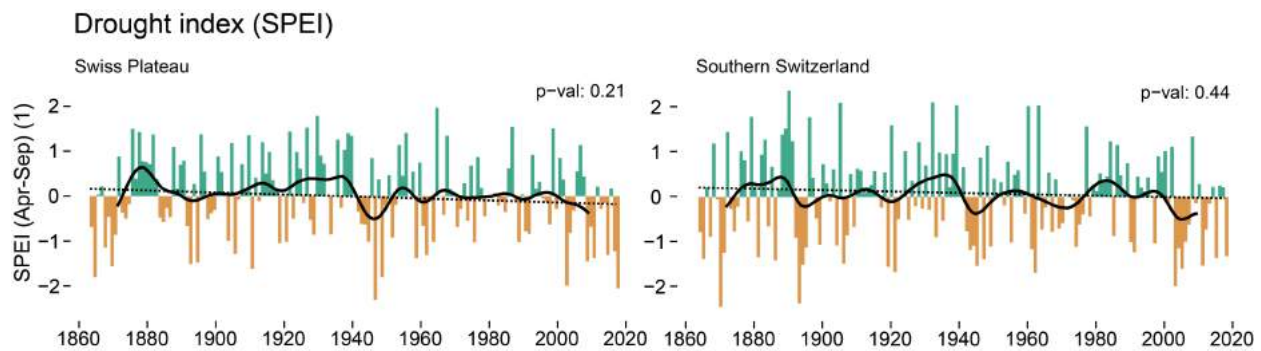 Drought index (SPEI)
Swiss Plateau
p-val: 0.21
SPEI (Apr-Sep) (1)
2
1
0
-1
-2
1860 1880 1900 1920 1940 1960 1980 2000 2020
Southern Switzerland
p-val: 0.44
2
1
0
-1
-2
1860 1880 1900 1920 1940 1960 1980 2000 2020